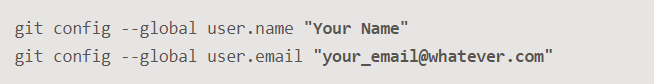 git config --global user.name "Your Name"
git config --global user.email "your_email@whatever.com"